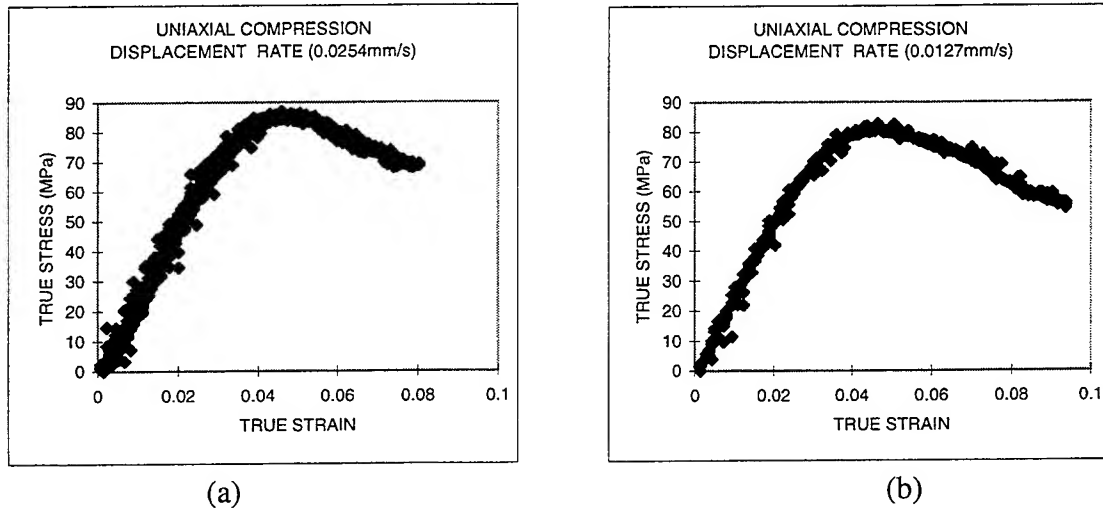 UNIAXIAL COMPRESSION
DISPLACEMENT RATE (0.0254mm/s)
90
80
70
60
50
40
30
20
10
0
TRUE STRESS (MPa)
0 0.02 0.04 0.06 0.08 0.1
TRUE STRAIN
(a)
UNIAXIAL COMPRESSION
DISPLACEMENT RATE (0.0127mm/s)
90
80
70
60
50
40
30
20
10
0
TRUE STRESS (MPa)
0 0.02 0.04 0.06 0.08 0.1
TRUE STRAIN
(b)